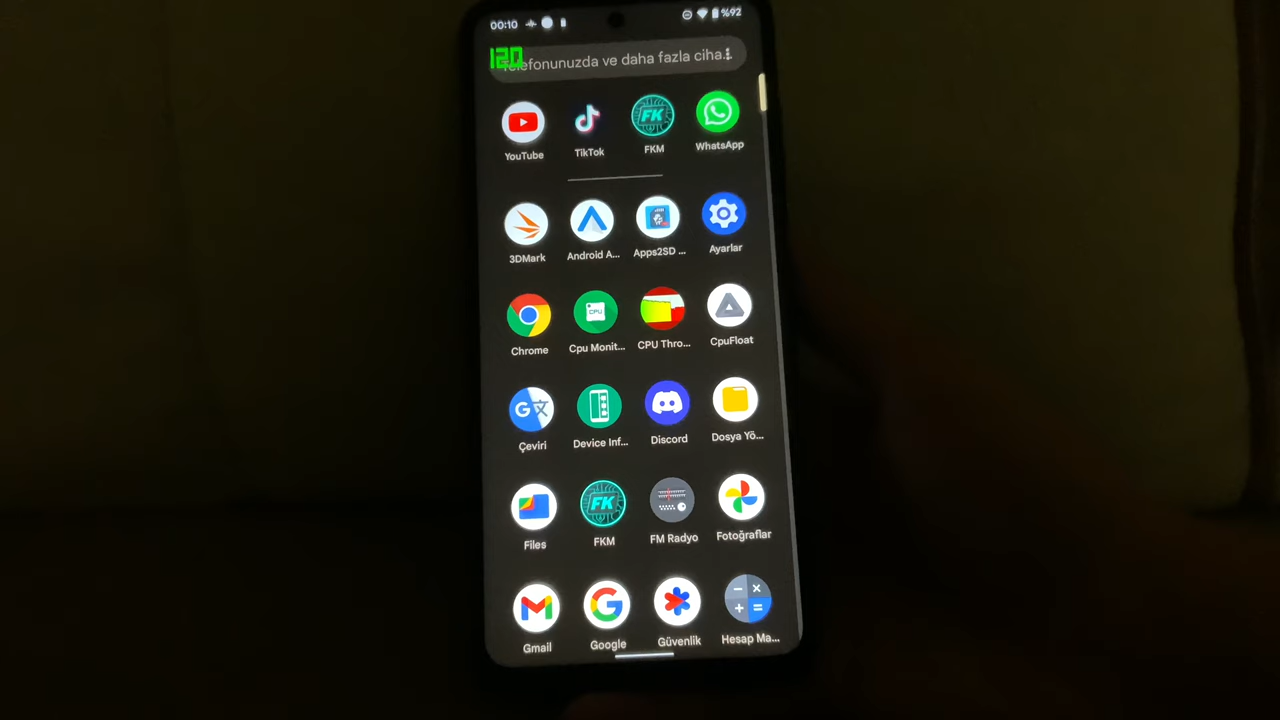 00:10 %92
120
Telefonunuzda ve daha fazla ciha...
YouTube TikTok FKM WhatsApp
3DMark Android A... Apps2SD ... Ayarlar
Chrome Cpu Monit... CPU Thro... CpuFloat
Çeviri Device Inf... Discord Dosya Yö...
Files FKM FM Radyo Fotoğraflar
Gmail Google Güvenlik Hesap Ma...